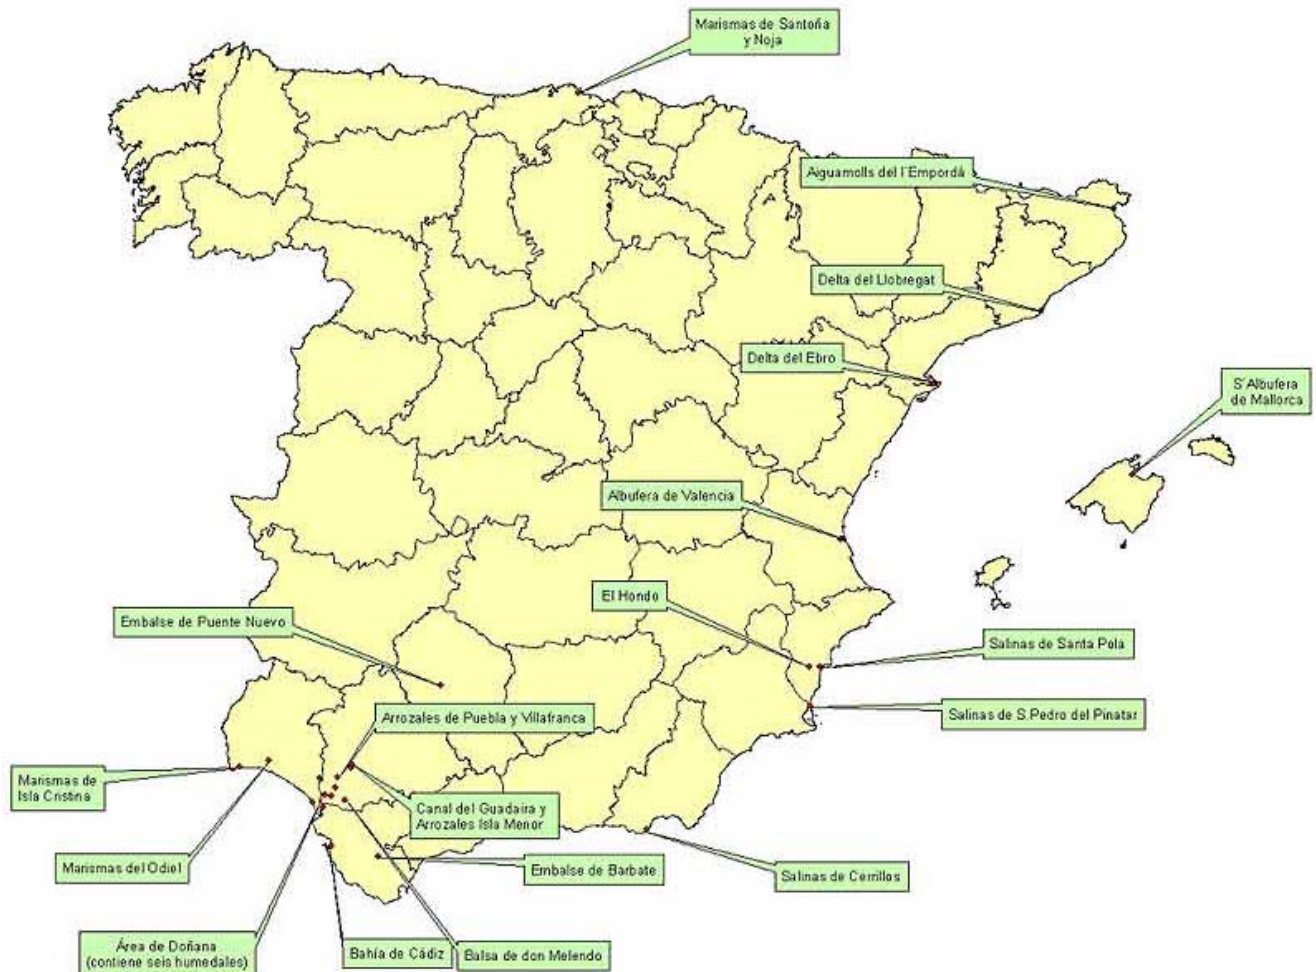 Marismas de Santoña
y Noja
Aiguamolls del l´Empordá
Delta del Llobregat
Delta del Ebro
S´Albufera
de Mallorca
Albufera de Valencia
El Hondo
Embalse de Puente Nuevo
Salinas de Santa Pola
Arrozales de Puebla y Villafranca
Salinas de S.Pedro del Pinatar
Marismas de
Isla Cristina
Canal del Guadaira y
Arrozales Isla Menor
Marismas del Odiel
Embalse de Barbate
Salinas de Cerrillos
Área de Doñana
(contiene seis humedales)
Bahía de Cádiz
Balsa de don Melendo